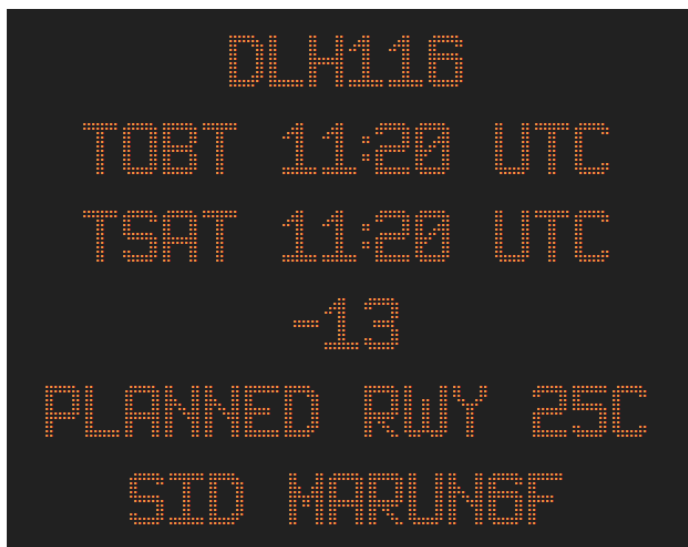 DLH116
TOBT 11:20 UTC
TSAT 11:20 UTC
-13
PLANNED RWY 25C
SID MARUN6F